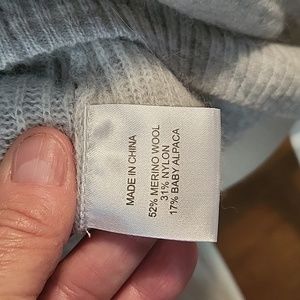 MADE IN CHINA
52% MERINO WOOL
31% NYLON
17% BABY ALPACA